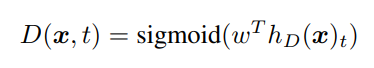 D(x, t) = sigmoid(w^T h_D(x)_t)